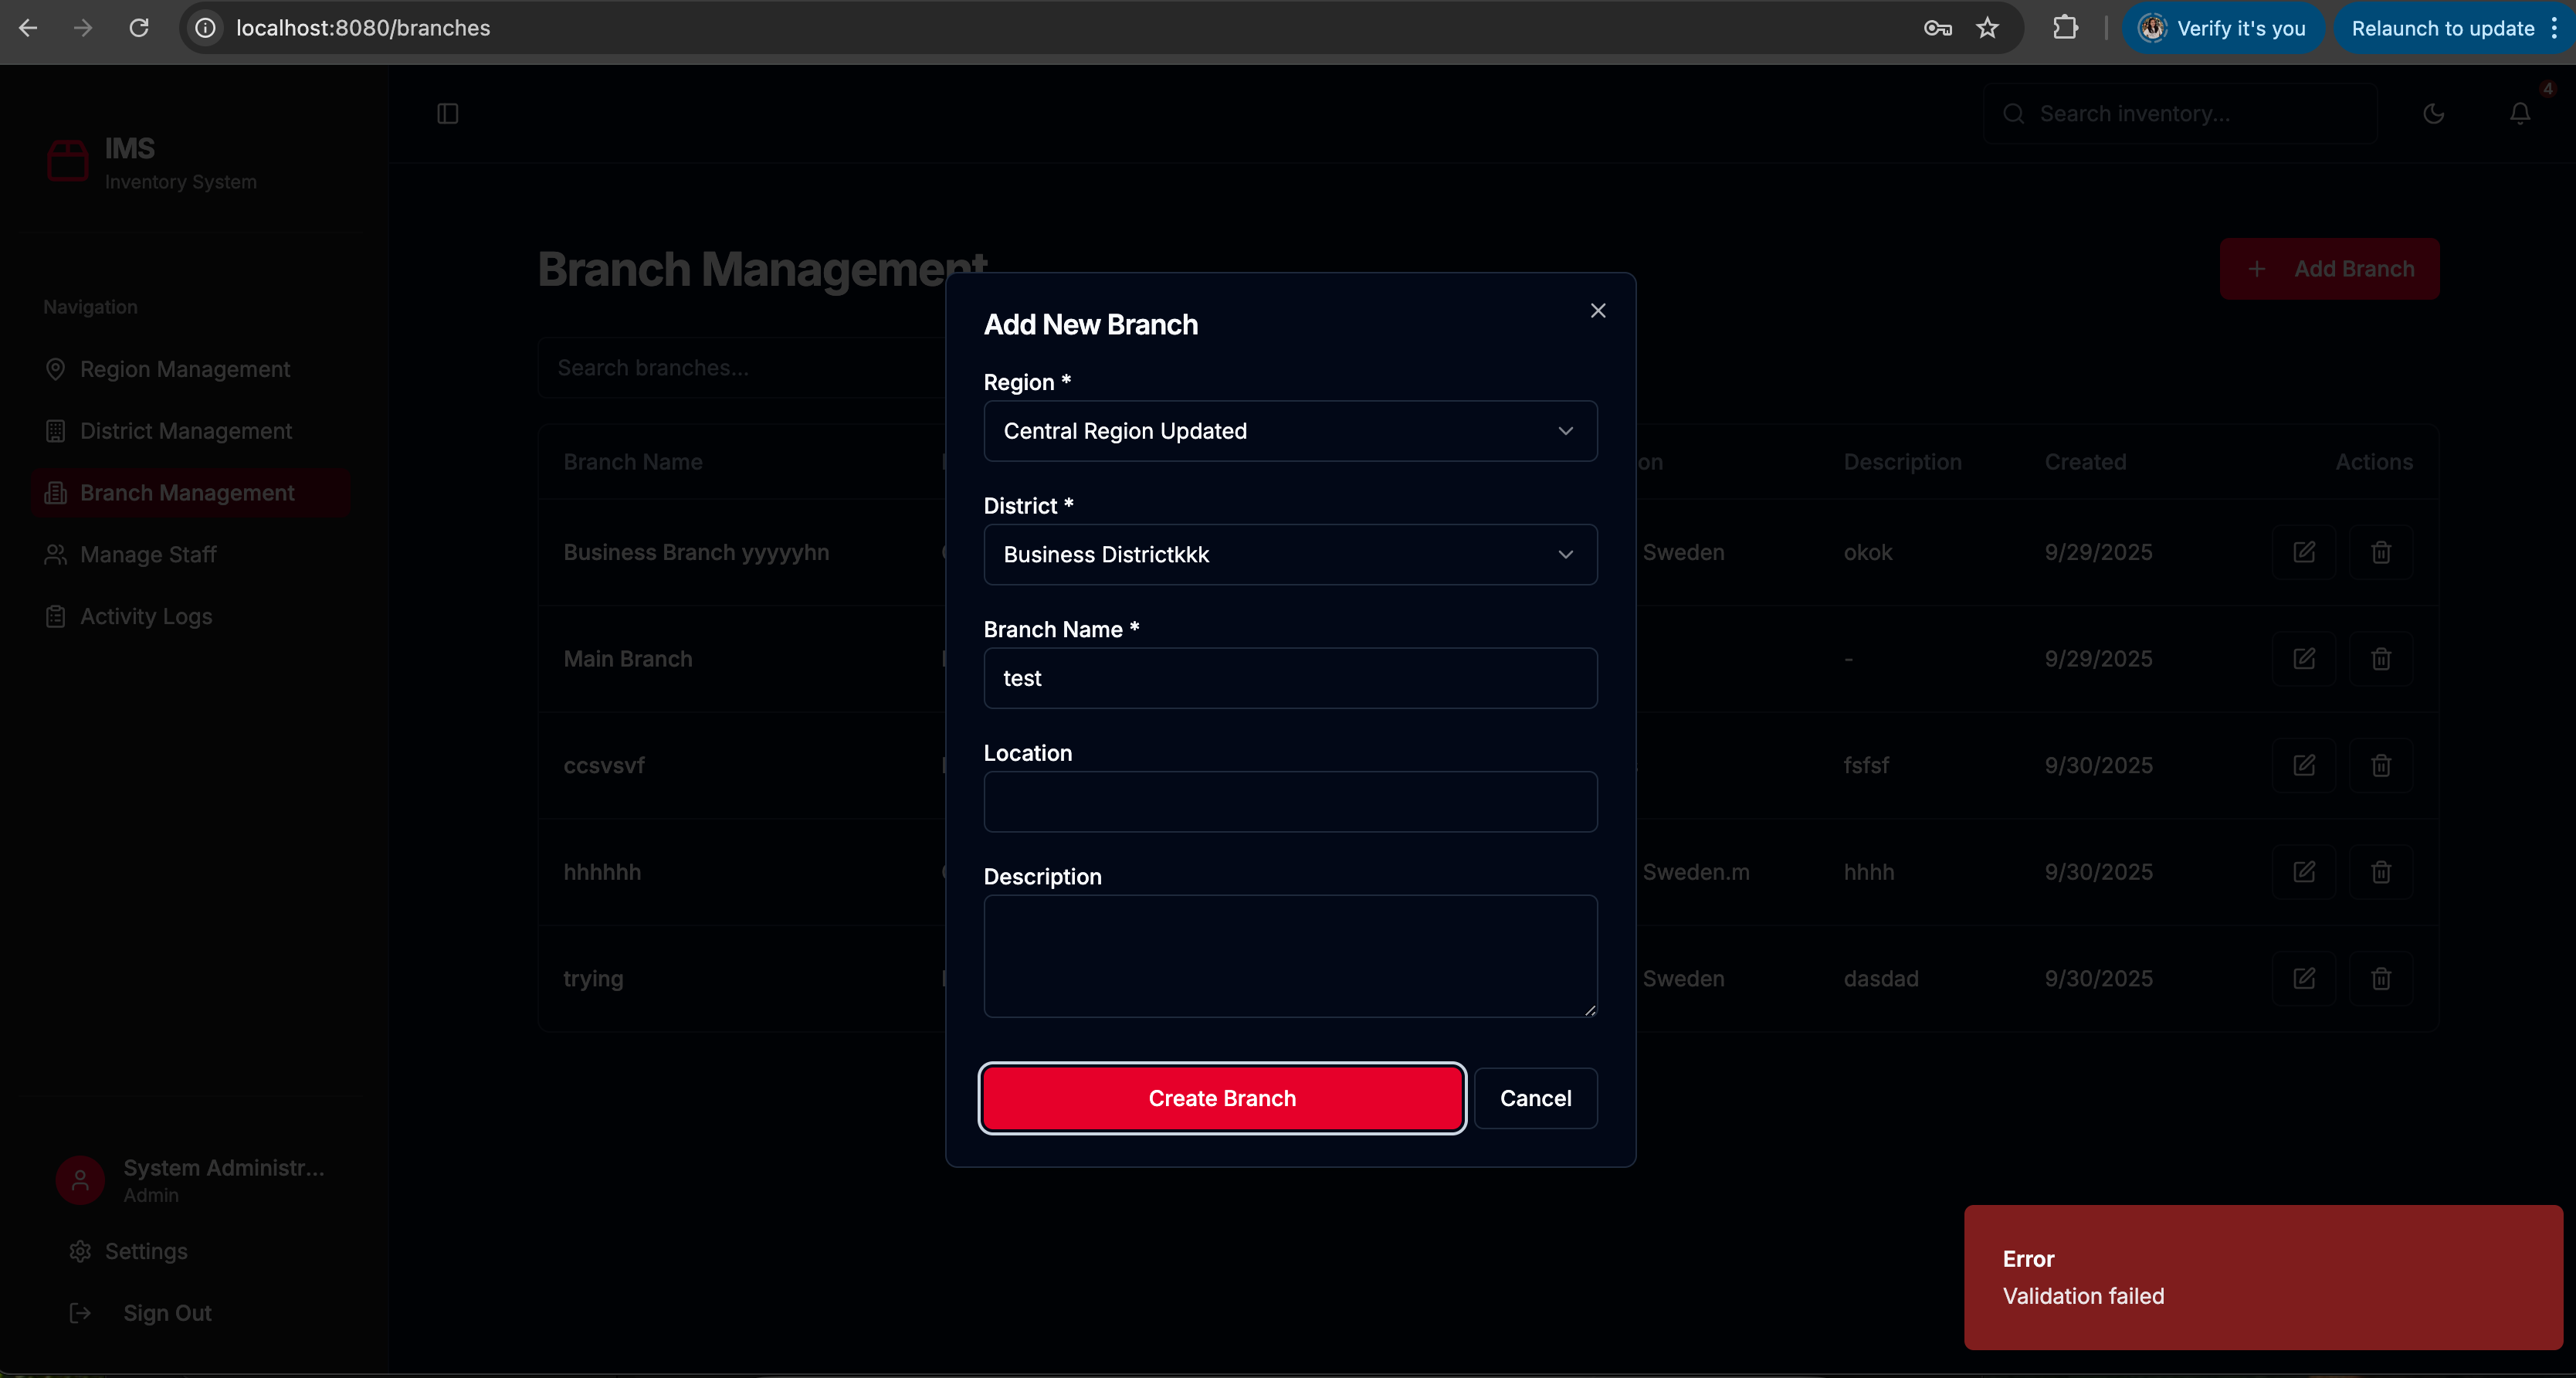 localhost:8080/branches
Verify it's you
Relaunch to update
IMS
Inventory System
Search inventory...
4
Navigation
Region Management
District Management
Branch Management
Manage Staff
Activity Logs
System Administr...
Admin
Settings
Sign Out
Branch Management
Add Branch
Search branches...
Branch Name
on
Description
Created
Actions
Business Branch yyyyyhn
Sweden
okok
9/29/2025
Main Branch
-
9/29/2025
ccsvsvf
fsfsf
9/30/2025
hhhhhh
Sweden.m
hhhh
9/30/2025
trying
Sweden
dasdad
9/30/2025
Add New Branch
Region *
Central Region Updated
District *
Business Districtkkk
Branch Name *
test
Location
Description
Create Branch
Cancel
Error
Validation failed